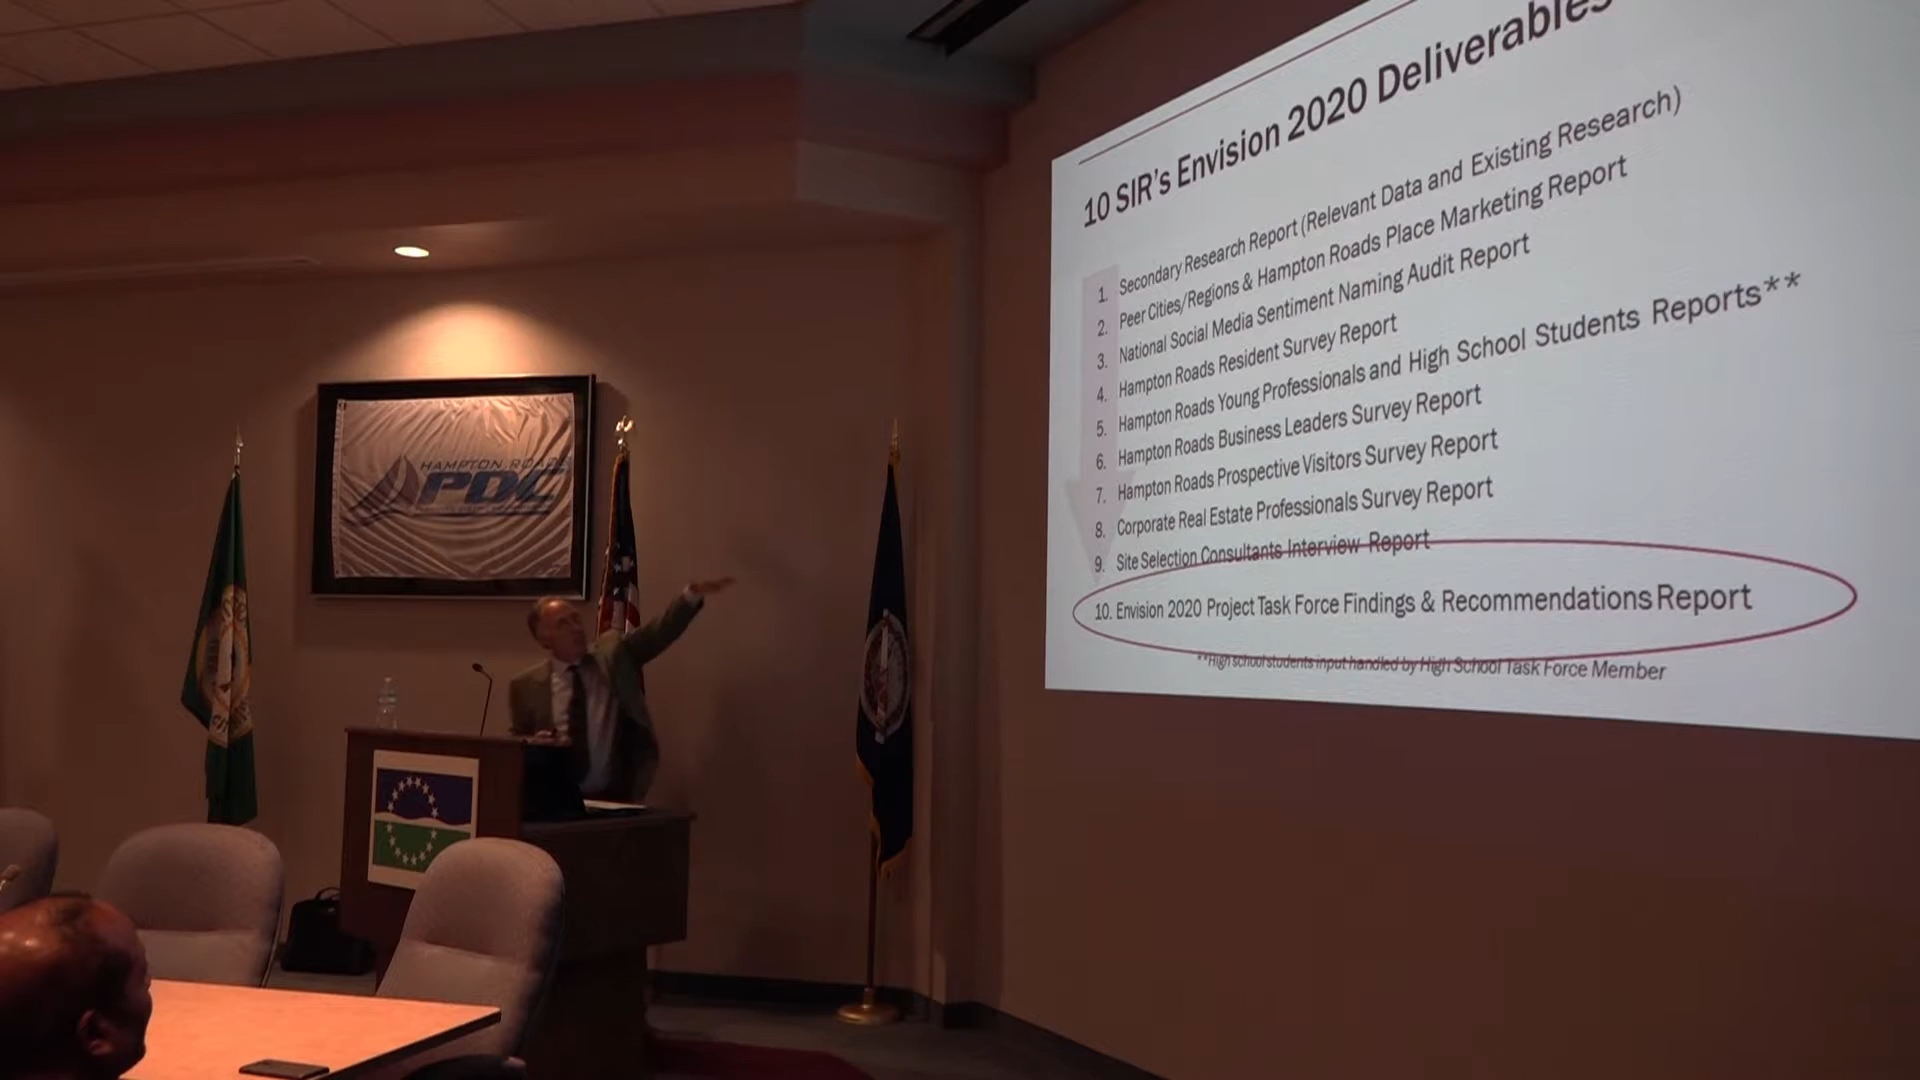 10 SIR's Envision 2020 Deliverables
1. Secondary Research Report (Relevant Data and Existing Research)
2. Peer Cities/Regions & Hampton Roads Place Marketing Report
3. National Social Media Sentiment Naming Audit Report
4. Hampton Roads Resident Survey Report
5. Hampton Roads Young Professionals and High School Students Reports**
6. Hampton Roads Business Leaders Survey Report
7. Hampton Roads Prospective Visitors Survey Report
8. Corporate Real Estate Professionals Survey Report
9. Site Selection Consultants Interview Report
10. Envision 2020 Project Task Force Findings & Recommendations Report
**High school students input handled by High School Task Force Member
HAMPTON ROADS
PDC